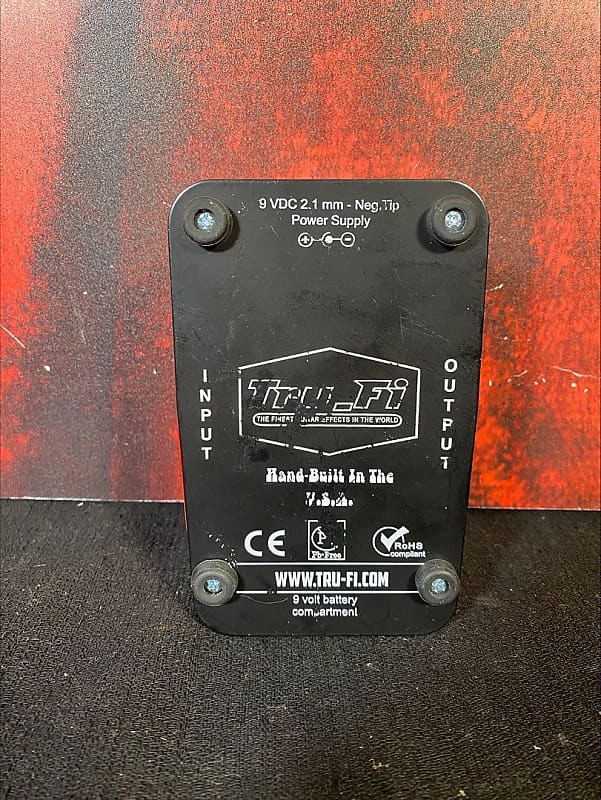 9 VDC 2.1 mm - Neg.Tip
Power Supply
INPUT
OUTPUT
Tru-Fi
THE FINEST GUITAR EFFECTS IN THE WORLD
Hand-Built In The
U.S.A.
CE
Pb-Free
RoHS
compliant
WWW.TRU-FI.COM
9 volt battery
compartment